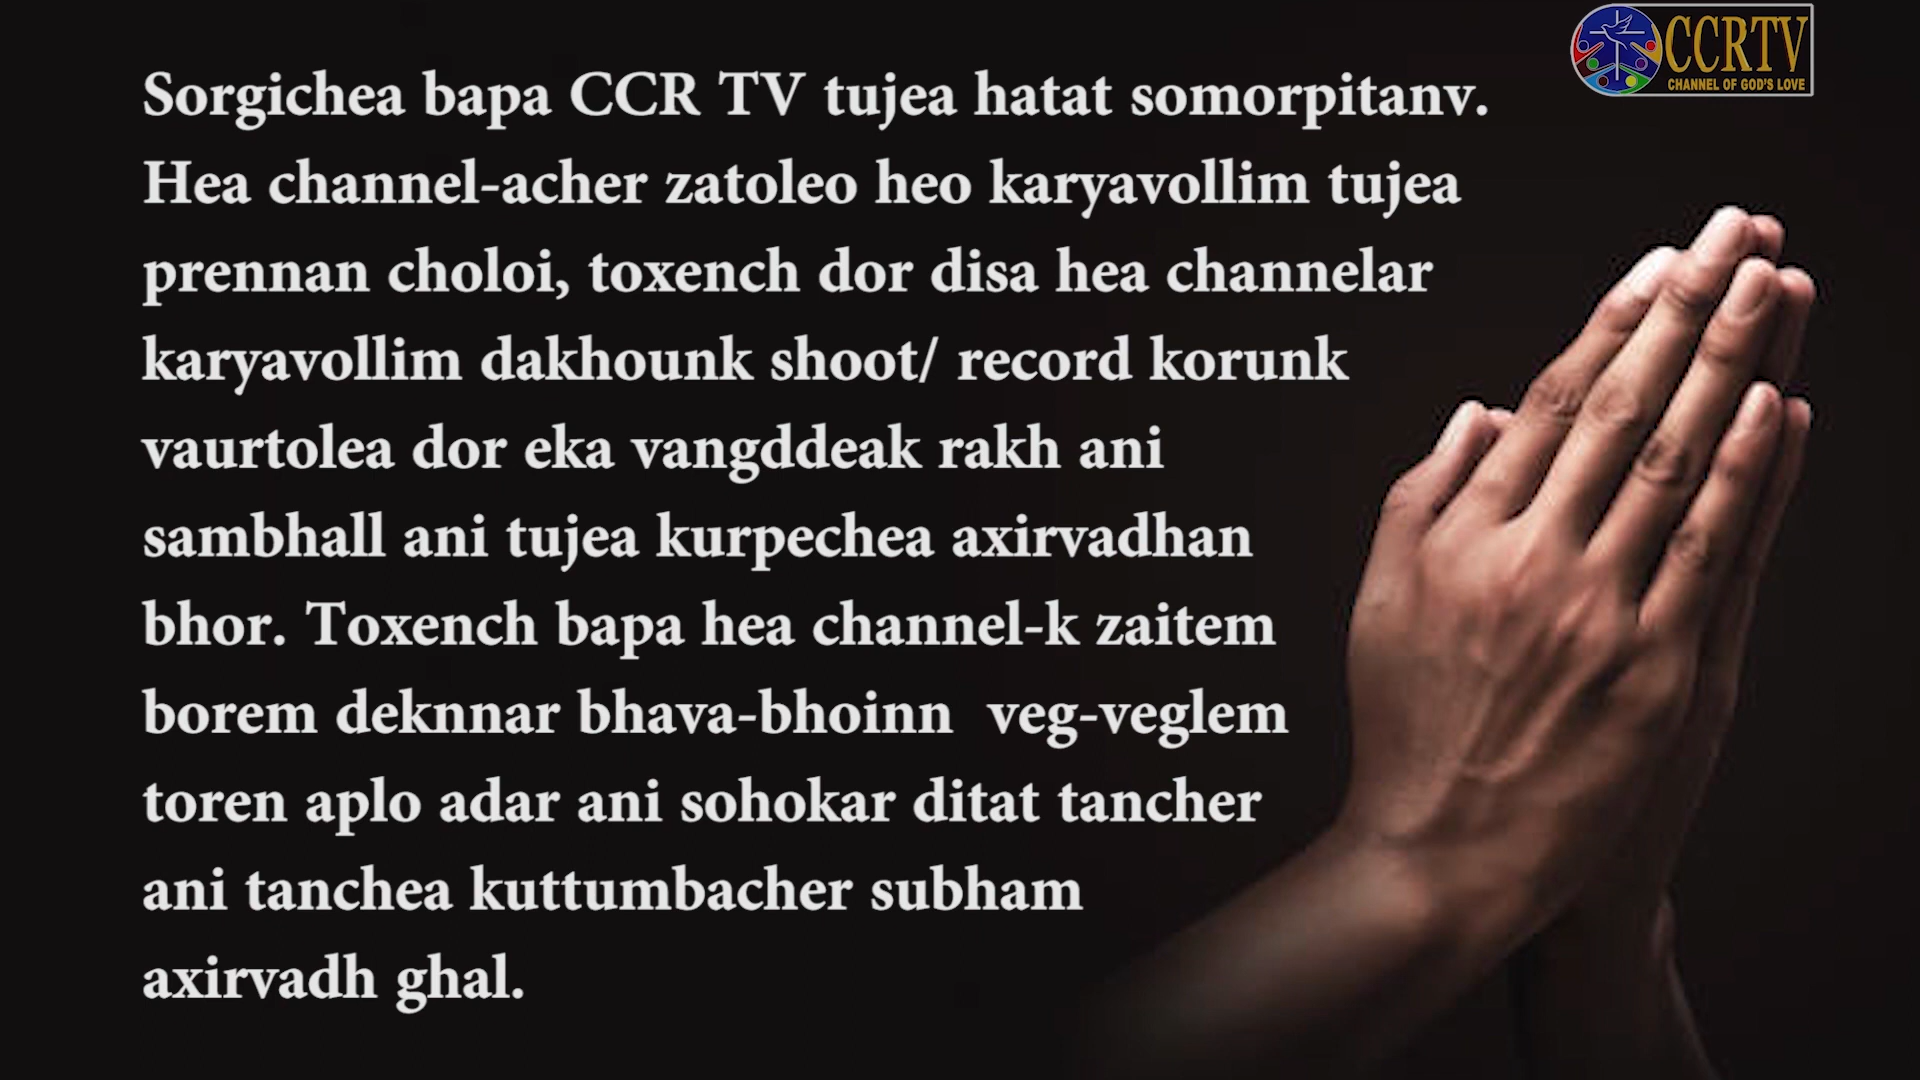 CCRTV
CHANNEL OF GOD'S LOVE
Sorgichea bapa CCR TV tujea hatat somorpitanv.
Hea channel-acher zatoleo heo karyavollim tujea
prennan choloi, toxench dor disa hea channelar
karyavollim dakhounk shoot/ record korunk
vaurtolea dor eka vangddeak rakh ani
sambhall ani tujea kurpechea axirvadhan
bhor. Toxench bapa hea channel-k zaitem
borem deknnar bhava-bhoinn veg-veglem
toren aplo adar ani sohokar ditat tancher
ani tanchea kuttumbacher subham
axirvadh ghal.